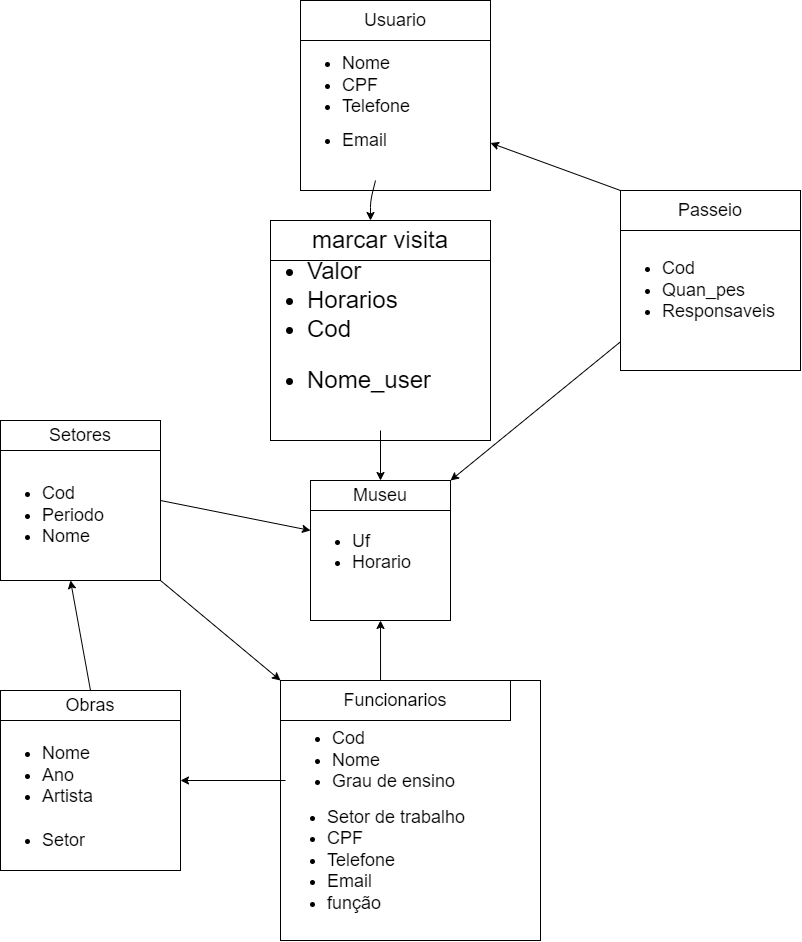 Usuario
Nome
CPF
Telefone
Email
Passeio
Cod
Quan_pes
Responsaveis
marcar visita
Valor
Horarios
Cod
Nome_user
Setores
Cod
Periodo
Nome
Museu
Uf
Horario
Obras
Nome
Ano
Artista
Setor
Funcionarios
Cod
Nome
Grau de ensino
Setor de trabalho
CPF
Telefone
Email
função